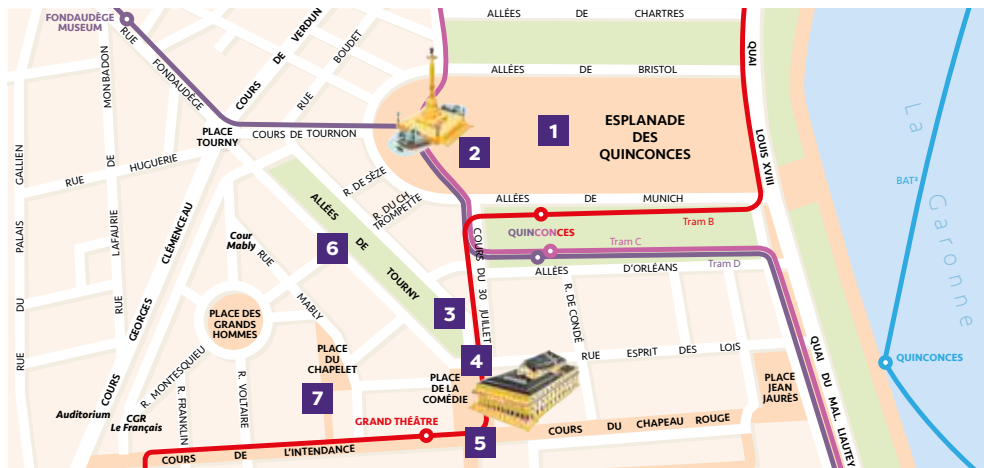 FONDAUDÈGE
MUSEUM
RUE
FONDAUDÈGE
MONBADON
DE
LAFAURIE
RUE
COURS
DE
VERDUN
RUE
BOUDET
ALLÉES DE CHARTRES
ALLÉES DE BRISTOL
QUAI
LOUIS XVIII
La
Garonne
BAT³
PLACE
TOURNY
COURS DE TOURNON
1
ESPLANADE
DES
QUINCONCES
2
GALLIEN
PALAIS
DU
RUE
RUE HUGUERIE
R. DE SÈZE
R. DU CH
TROMPETTE
ALLÉES
DE
TOURNY
ALLÉES DE MUNICH
QUINCONCES
Tram B
Tram C
Tram D
ALLÉES D'ORLÉANS
CLÉMENCEAU
GEORGES
COURS
Cour
Mably
RUE
MABLY
6
COURS DU 30 JUILLET
R. DE CONDÉ
3
PLACE DES
GRANDS
HOMMES
RUE ESPRIT DES LOIS
QUAI DU MAL LIAUTEY
QUINCONCES
PLACE
DU
CHAPELET
4
PLACE
DE LA
COMÉDIE
PLACE
JEAN
JAURÈS
R. MONTESQUIEU
R. FRANKLIN
R. VOLTAIRE
7
Auditorium
CGR
Le Français
GRAND THÉÂTRE
5
COURS DU CHAPEAU ROUGE
COURS DE L'INTENDANCE